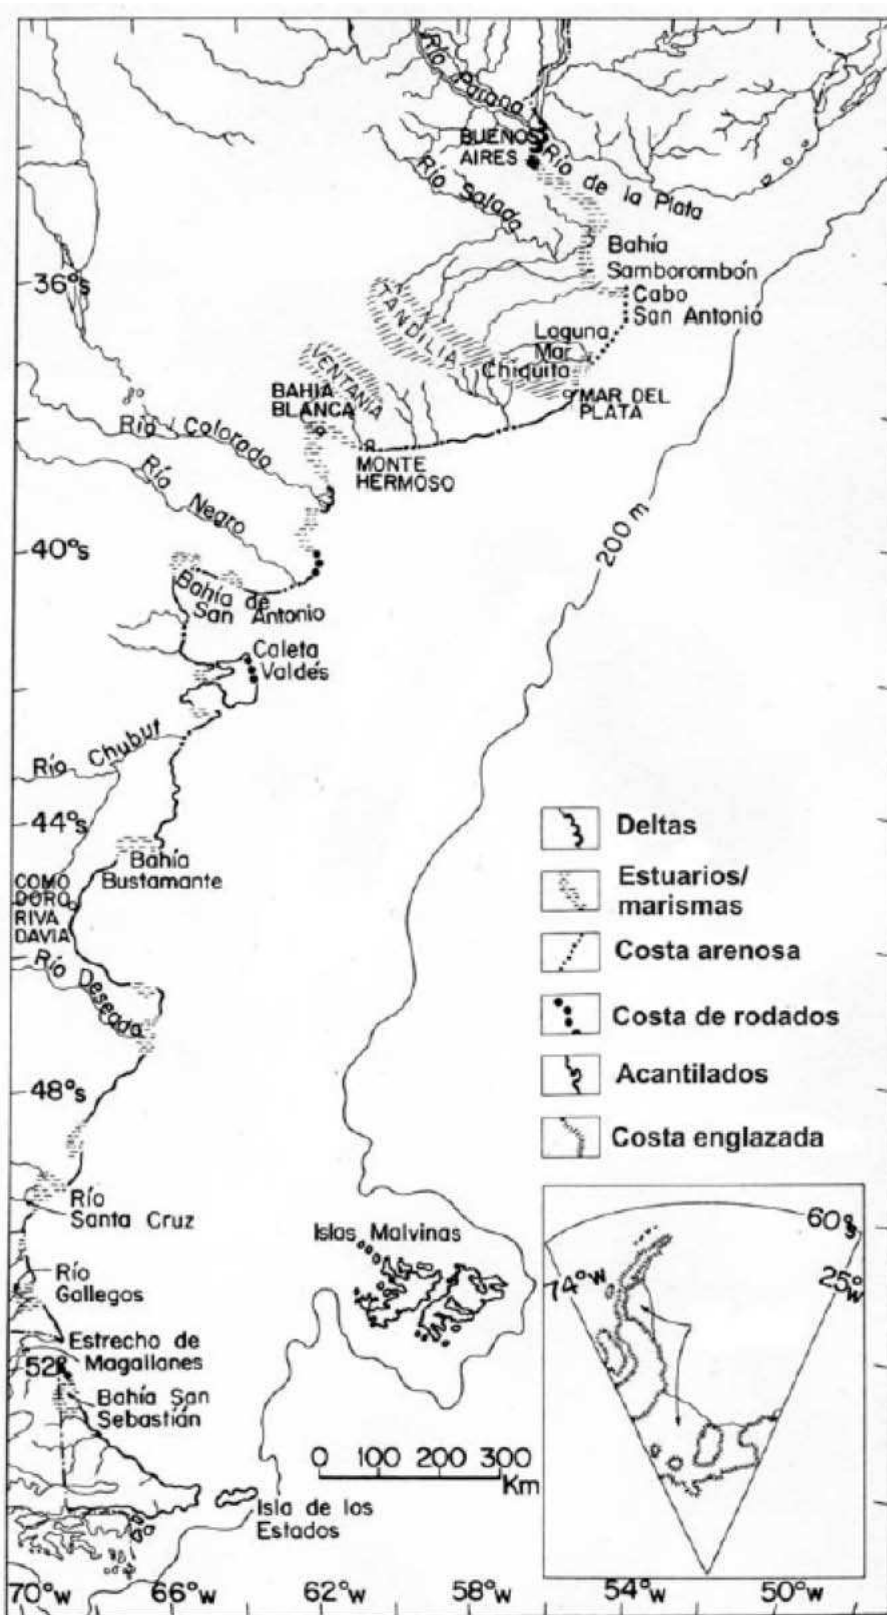 Río Paraná
BUENOS
AIRES
Río de la Plata
Río Salado
Bahía
Samborombón
36°s
Cabo
San Antonio
TANDILIA
Laguna
Mar
Chiquita
VENTANIA
BAHIA
BLANCA
MAR DEL
PLATA
Río Colorado
MONTE
HERMOSO
Río Negro
200 m
40°s
Bahía de
San Antonio
Caleta
Valdés
Río Chubut
44°s
Deltas
Bahía
Bustamante
Estuarios/
marismas
COMO
DORO
RIVA
DAVIA
Costa arenosa
Río Deseado
Costa de rodados
Acantilados
48°s
Costa englazada
Río
Santa Cruz
Islas Malvinas
60°s
74°w
25°w
Río
Gallegos
Estrecho de
Magallanes
52°
Bahía San
Sebastián
0 100 200 300
Km
Isla de los
Estados
70°w 66°w 62°w 58°w 54°w 50°w